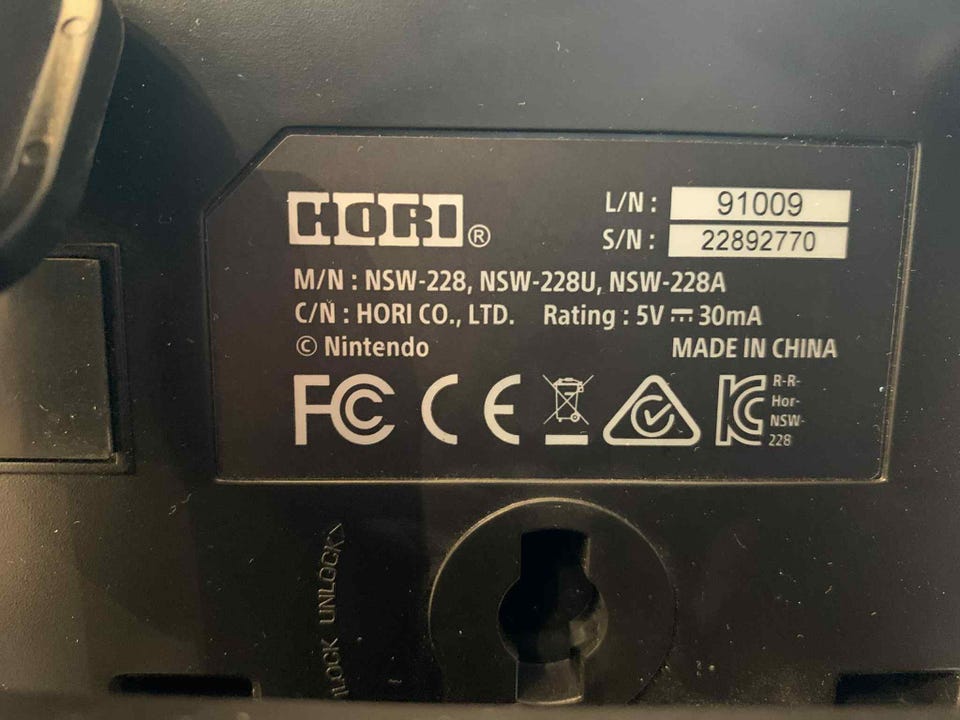 HORI®
L/N : 91009
S/N : 22892770
M/N : NSW-228, NSW-228U, NSW-228A
C/N : HORI CO., LTD. Rating : 5V ⎓ 30mA
© Nintendo MADE IN CHINA
FC CE KC
R-R-
Hor-
NSW-
228
LOCK UNLOCK